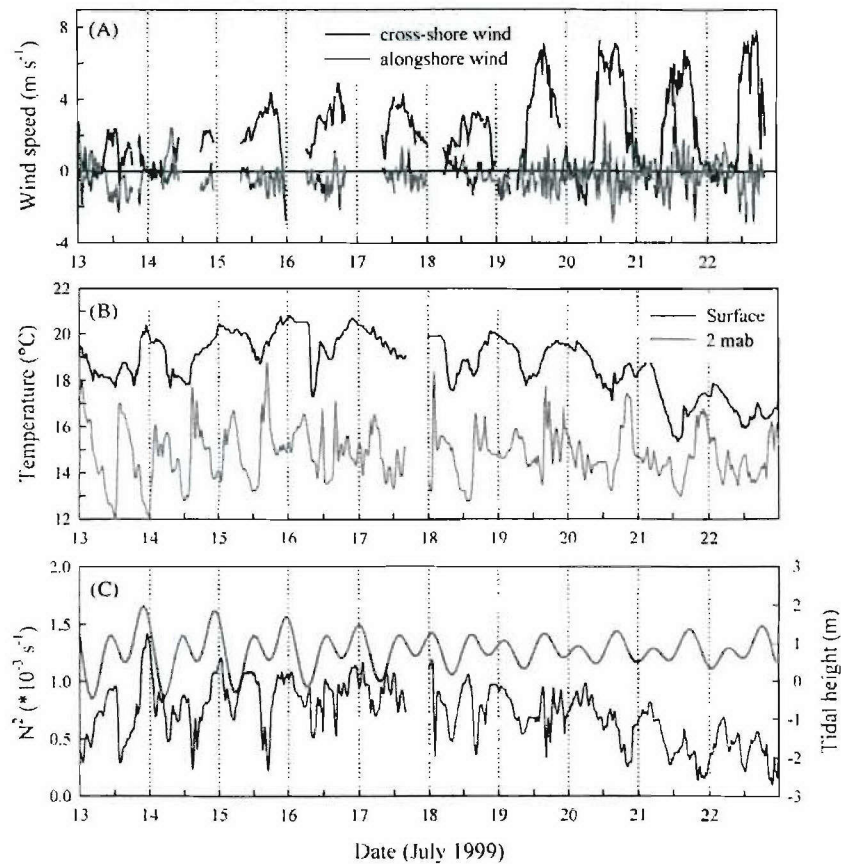 (A)
cross-shore wind
alongshore wind
Wind speed (m s⁻¹)
8
4
0
-4
13 14 15 16 17 18 19 20 21 22
(B)
Surface
2 mab
Temperature (°C)
22
20
18
16
14
12
13 14 15 16 17 18 19 20 21 22
(C)
N² (*10⁻³ s⁻¹)
2.0
1.5
1.0
0.5
0.0
Tidal height (m)
3
2
1
0
-1
-2
-3
13 14 15 16 17 18 19 20 21 22
Date (July 1999)